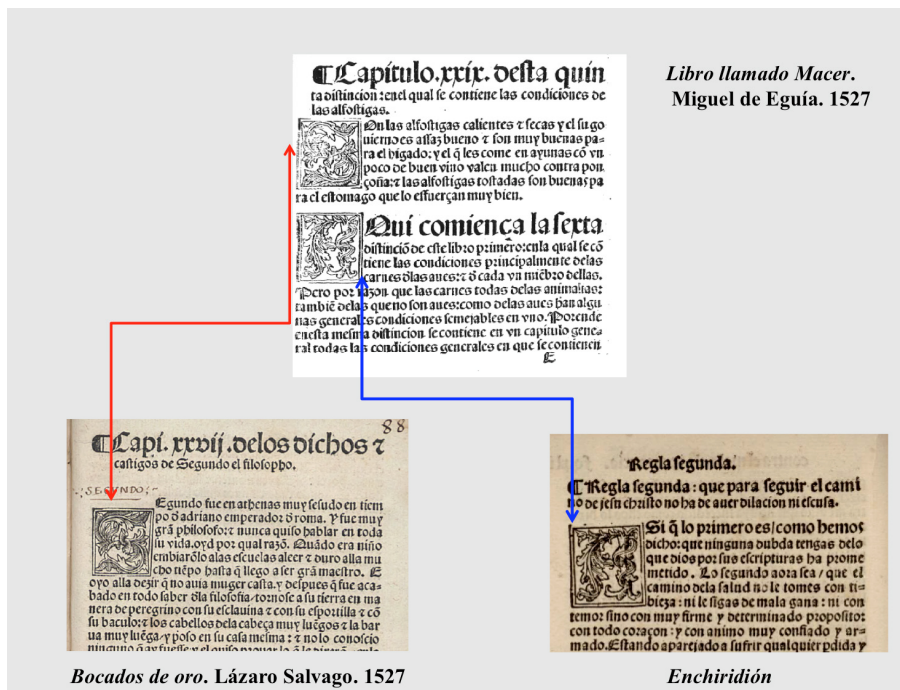 ¶Capitulo.xxix. desta quin
ta distincion: enel qual se contiene las condiciones de
las alfostigas.
SOn las alfostigas calientes ⁊ secas y el su go
uierno es assaz bueno ⁊ son muy buenas pa-
ra el higado: y el q̃ les come en ayunas cõ vn
poco de buen vino valen mucho contra pon
çoña: ⁊ las alfostigas tostadas son buenas pa
ra el estomago que lo esfuerçan muy bien.
AQui comiença la sexta
distinciõ de este libro primero: enla qual se cõ
tiene las condiciones principalmente delas
carnes dlas aues: ⁊ d cada vn miẽbro dellas.
Pero por razon que las carnes todas delas animalias:
tambiẽ delas que no son aues: como delas aues han algu
nas generales condiciones semejables en vno. Porende
enesta mesma distincion se contiene en vn capitulo gene-
ral todas las condiciones generales en que se contienen
E
Libro llamado Macer.
Miguel de Eguía. 1527
88
¶Capi. xxvij. delos dichos ⁊
castigos de Segundo el filosopho.
:SEGVNDO:-
SEgundo fue en athenas muy sesudo en tiem
po d adriano emperador d roma. Y fue muy
grã philosofo: ⁊ nunca quiso hablar en toda
su vida. oyd por qual razõ. Quãdo era niño
embiarõlo alas escuelas a leer ⁊ duro alla mu
cho tiẽpo hasta q̃ llego a ser grã maestro. E
oyo alla dezir q̃ no auia muger casta. y despues q̃ fue aca-
bado en todo saber dla filosofia / tornose a su tierra en ma
nera de peregrino con su esclauina ⁊ con su esportilla ⁊ cõ
su baculo: ⁊ los cabellos dela cabeça muy luẽgos ⁊ la bar
ua muy luẽga / y poso en su casa mesma: ⁊ no lo conoscio
ninguno q̃ ay fuesse: y el quiso prouar lo q̃ le dixerõ
Bocados de oro. Lázaro Salvago. 1527
Regla segunda.
¶Regla segunda: que para seguir el cami
no de jesu christo no ha de auer dilacion ni escusa.
ASi q̃ lo primero es / como hemos
dicho: que ninguna dubda tengas delo
que dios por sus escripturas ha prome
metido. Lo segundo aora sea / que el
camino dela salud no le tomes con ti-
bieza: ni le sigas de mala gana: ni con
temor: sino con muy firme y determinado proposito:
con todo coraçon: y con animo muy confiado y ar-
mado. Estando aparejado a sufrir qualquier pdida y
Enchiridión